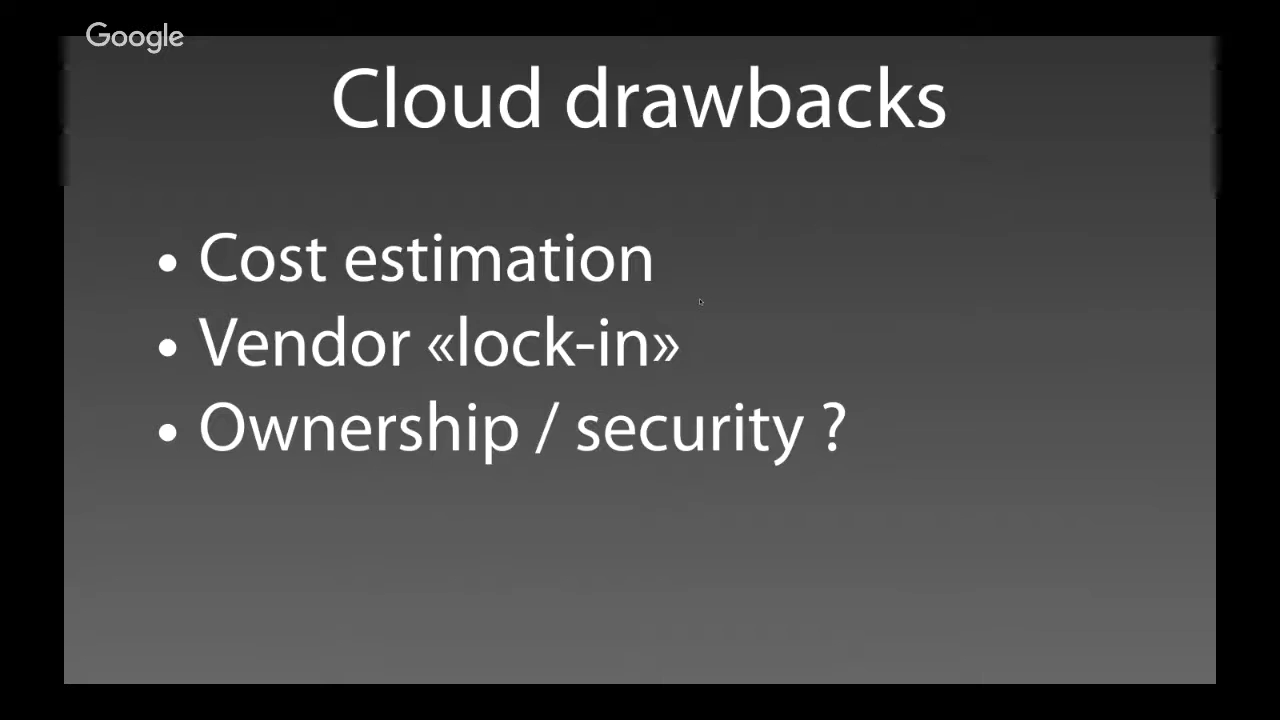 Google
Cloud drawbacks
• Cost estimation
• Vendor «lock-in»
• Ownership / security ?